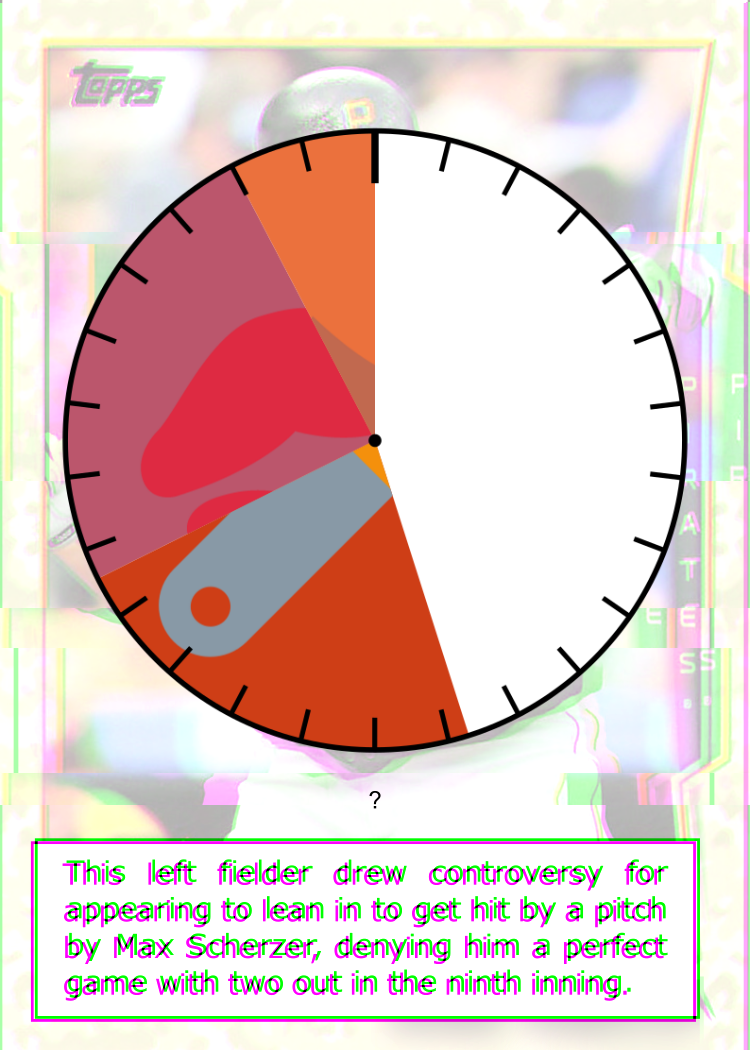 Topps
P
P P
I I
R R
A
T
E E
S S
?
This left fielder drew controversy for
appearing to lean in to get hit by a pitch
by Max Scherzer, denying him a perfect
game with two out in the ninth inning.